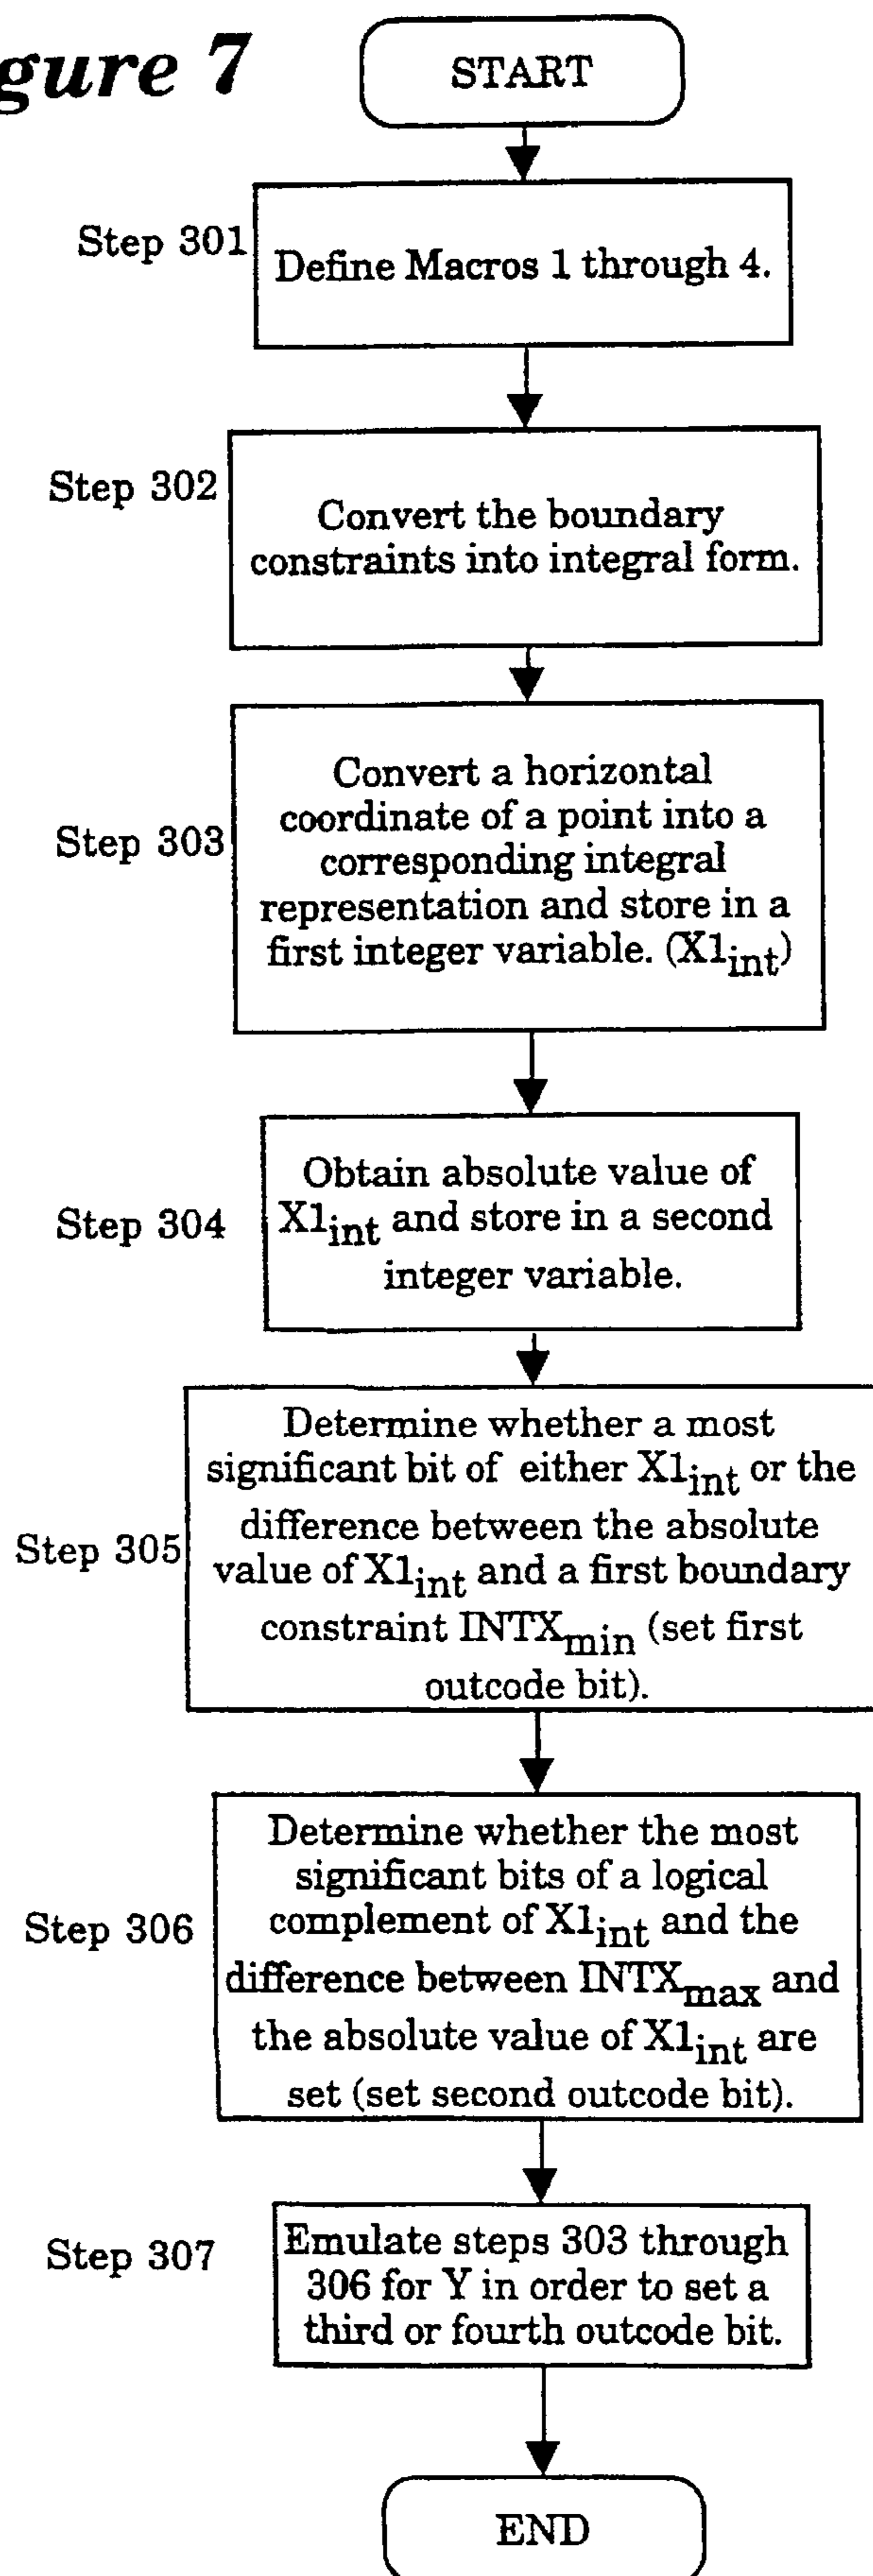 gure 7
START
Step 301
Define Macros 1 through 4.
Step 302
Convert the boundary
constraints into integral form.
Step 303
Convert a horizontal
coordinate of a point into a
corresponding integral
representation and store in a
first integer variable. (X1int)
Step 304
Obtain absolute value of
X1int and store in a second
integer variable.
Step 305
Determine whether a most
significant bit of either X1int or the
difference between the absolute
value of X1int and a first boundary
constraint INTXmin (set first
outcode bit).
Step 306
Determine whether the most
significant bits of a logical
complement of X1int and the
difference between INTXmax and
the absolute value of X1int are
set (set second outcode bit).
Step 307
Emulate steps 303 through
306 for Y in order to set a
third or fourth outcode bit.
END